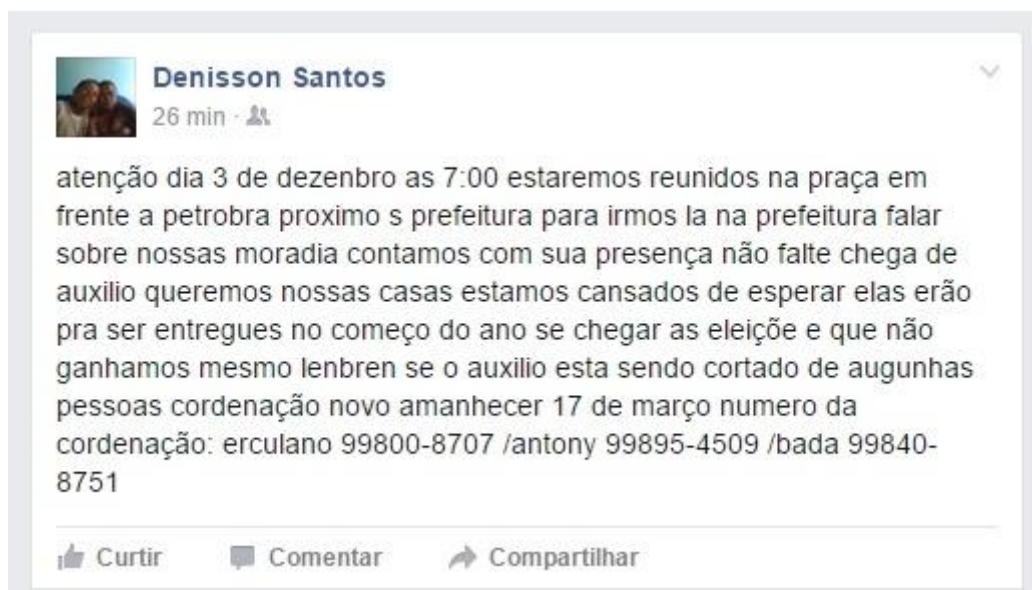 Denisson Santos
26 min ·
atenção dia 3 de dezenbro as 7:00 estaremos reunidos na praça em
frente a petrobra proximo s prefeitura para irmos la na prefeitura falar
sobre nossas moradia contamos com sua presença não falte chega de
auxilio queremos nossas casas estamos cansados de esperar elas erão
pra ser entregues no começo do ano se chegar as eleiçõe e que não
ganhamos mesmo lenbren se o auxilio esta sendo cortado de augunhas
pessoas cordenação novo amanhecer 17 de março numero da
cordenação: erculano 99800-8707 /antony 99895-4509 /bada 99840-
8751
Curtir Comentar Compartilhar